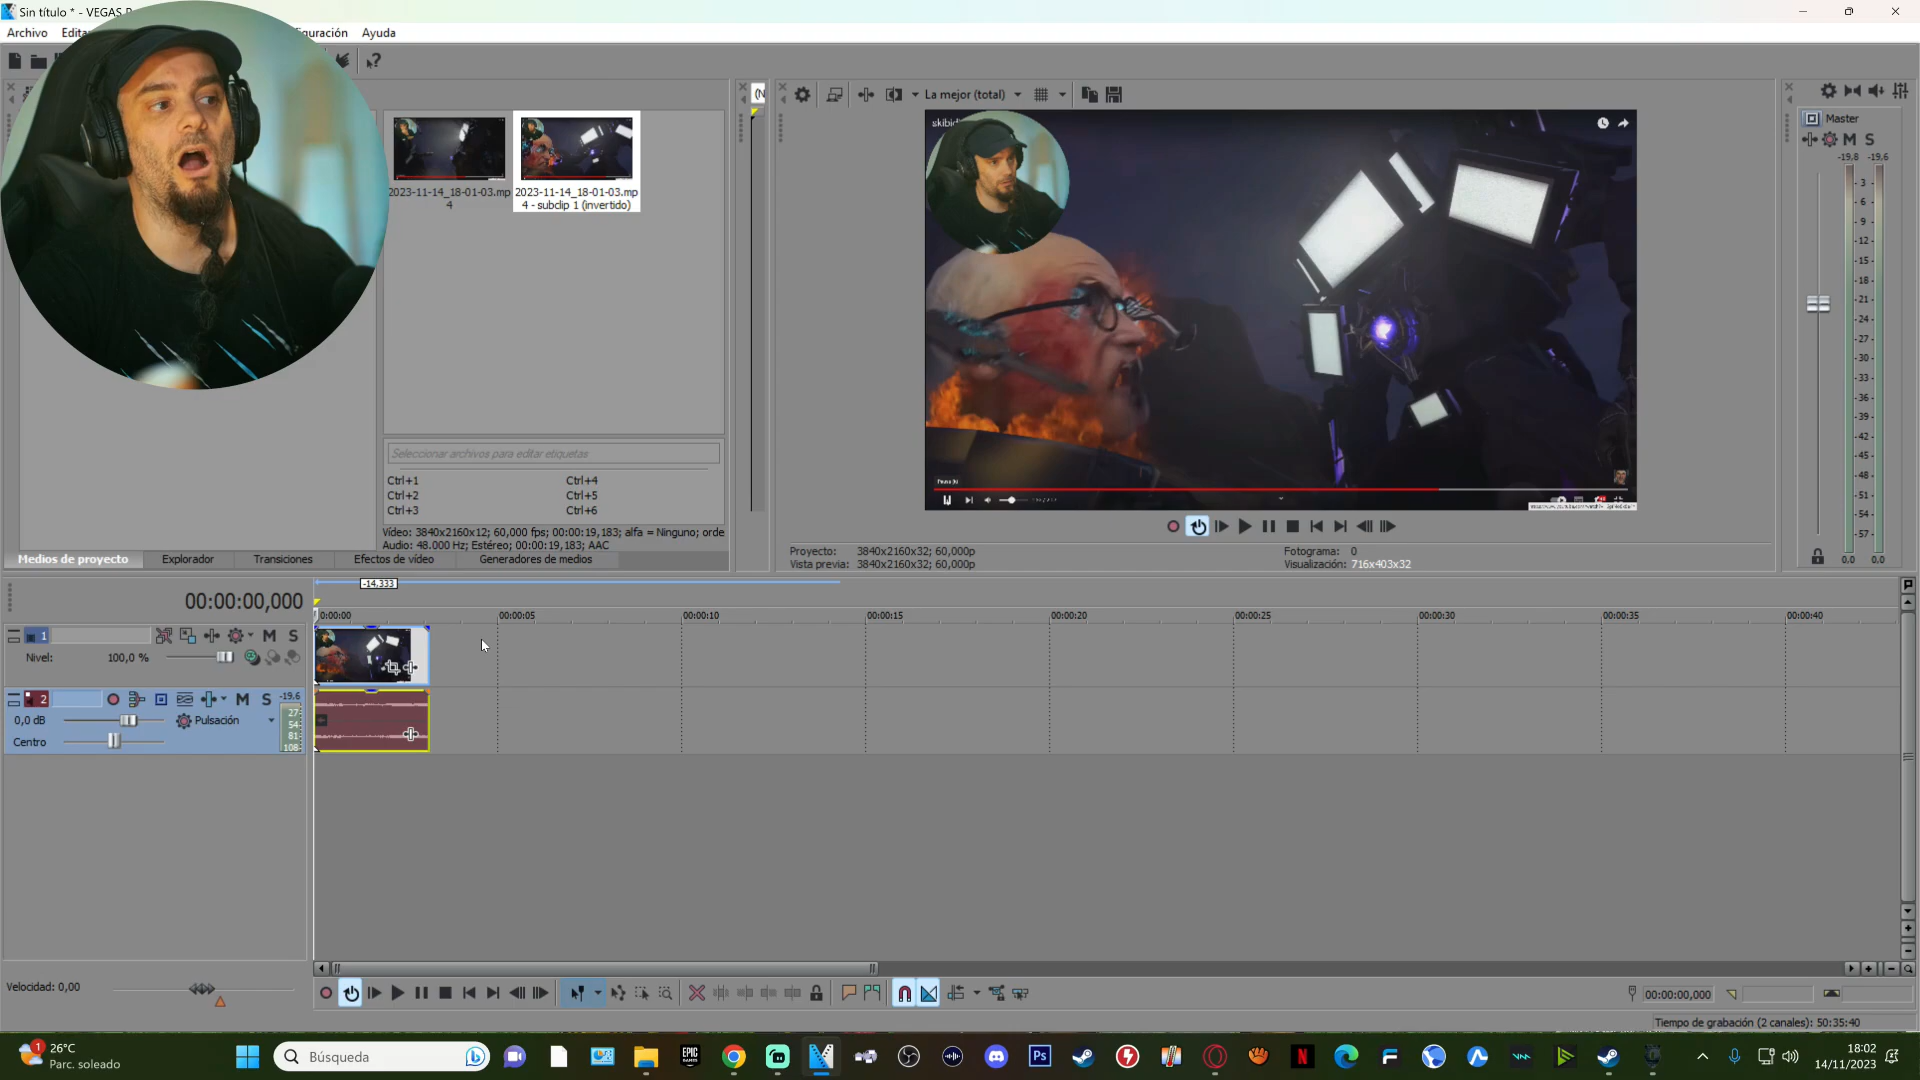 Sin título * - VEGAS P
Archivo
Edita
guración
Ayuda
La mejor (total)
skibid
Master
M S
-19,8 -19,6
2023-11-14_18-01-03.mp
4
2023-11-14_18-01-03.mp
4 - subclip 1 (invertido)
Seleccionar archivos para editar etiquetas
Ctrl+1
Ctrl+4
Ctrl+2
Ctrl+5
Ctrl+3
Ctrl+6
Vídeo: 3840x2160x12; 60,000 fps; 00:00:19,183; alfa = Ninguno; orde
Audio: 48.000 Hz; Estéreo; 00:00:19,183; AAC
Medios de proyecto
Explorador
Transiciones
Efectos de vídeo
Generadores de medios
Proyecto: 3840x2160x32; 60,000p
Vista previa: 3840x2160x32; 60,000p
Fotograma: 0
Visualización: 716x403x32
- 3 -
- 6 -
- 9 -
-12-
-15-
-18-
-21-
-24-
-27-
-30-
-33-
-36-
-39-
-42-
-45-
-48-
-51-
-54-
-57-
0.0 0.0
-14,333
00:00:00,000
0:00:00
00:00:05
00:00:10
00:00:15
00:00:20
00:00:25
00:00:30
00:00:35
00:00:40
1
M S
Nivel: 100,0 %
2
M S
-19.6
0,0 dB
Pulsación
27
54
81
108
Centro
Velocidad: 0,00
00:00:00,000
Tiempo de grabación (2 canales): 50:35:40
1
26°C
Parc. soleado
Búsqueda
EPIC
GAMES
Ps
N
18:02
14/11/2023